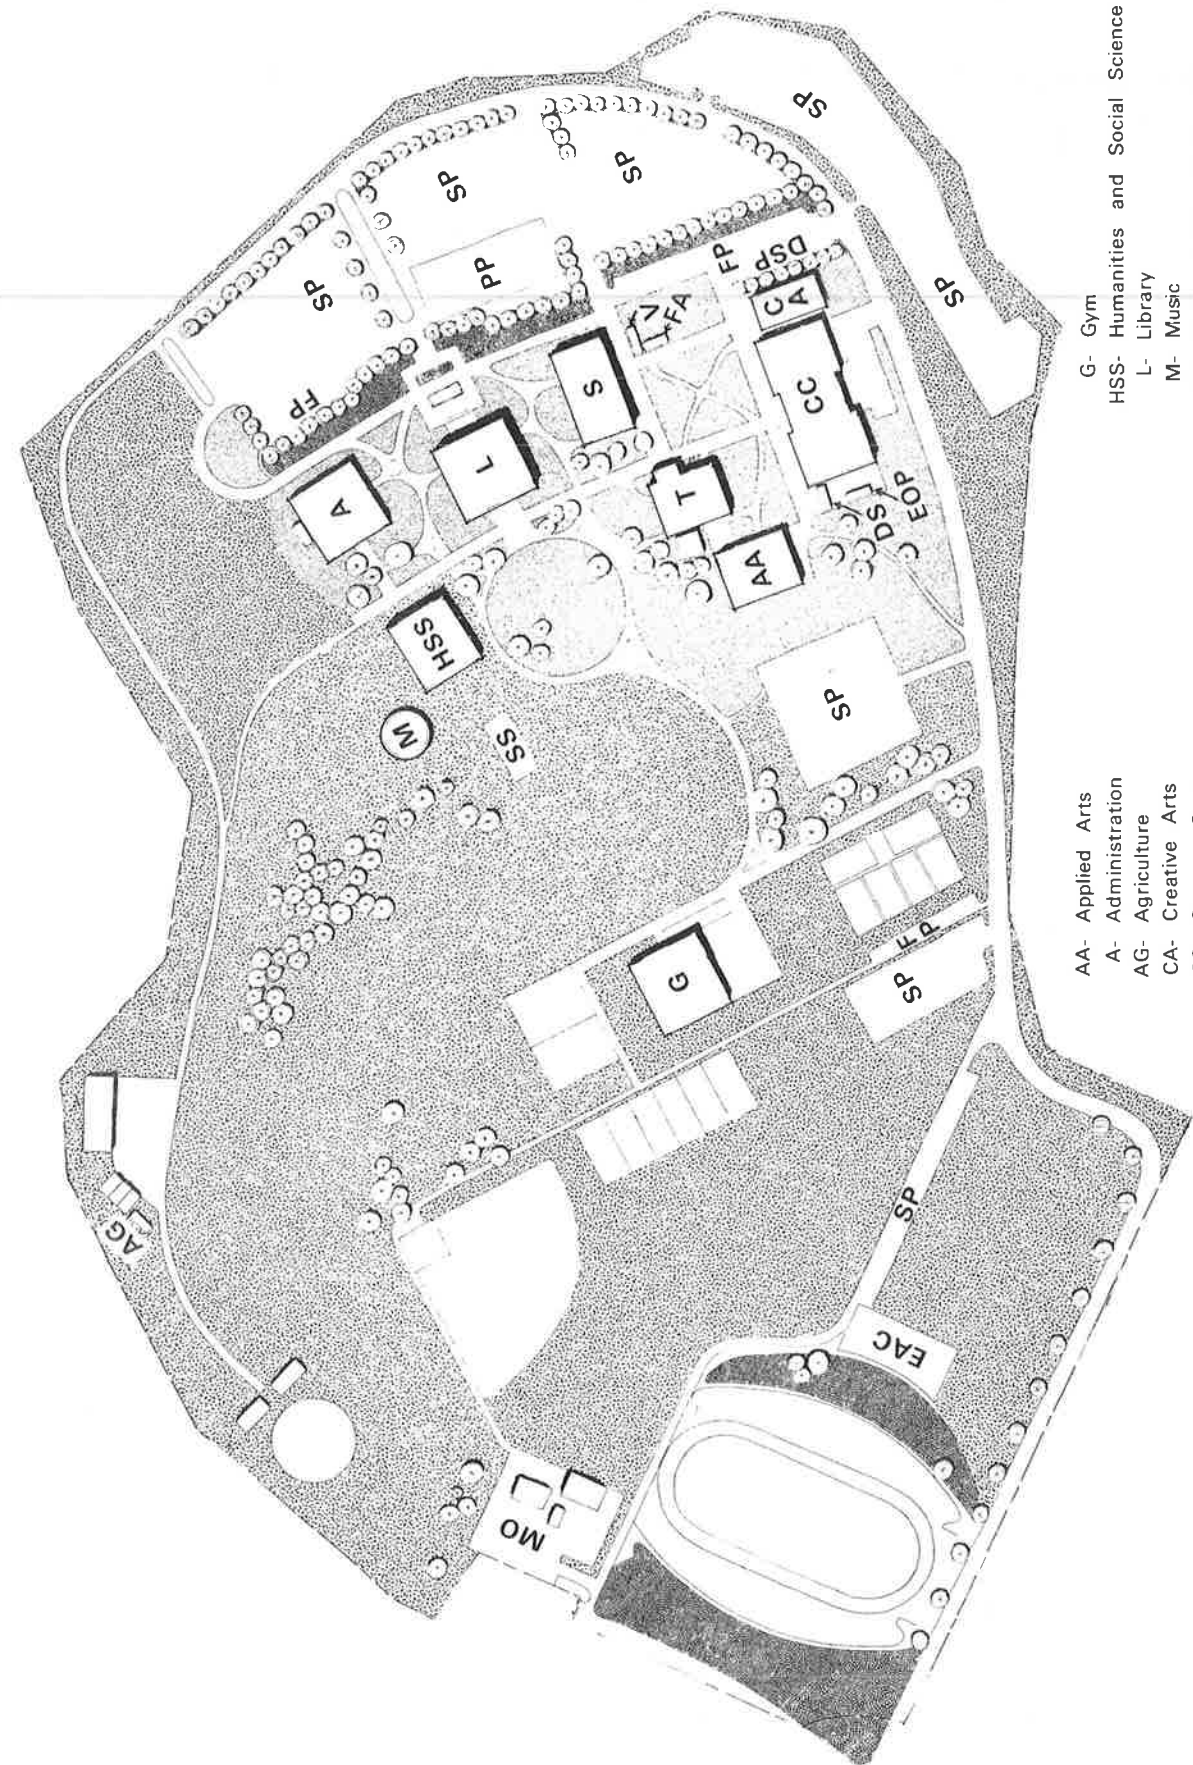 SP
SP
SP
SP
SP
PP
FP
FP
DSP
V
FA
C
A
CC
S
L
A
T
AA
DS
EOP
HSS
M
SS
SP
G
F
P
SP
SP
EAC
AG
MO
AA- Applied Arts
A- Administration
AG- Agriculture
CA- Creative Arts
G- Gym
HSS- Humanities and Social Science
L- Library
M- Music